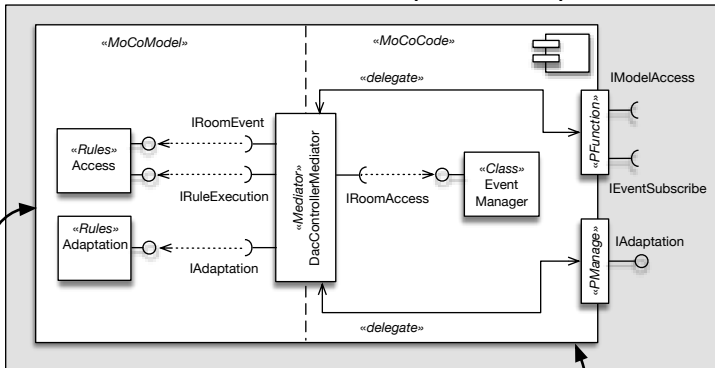 «MoCoModel»
«MoCoCode»
«delegate»
IModelAccess
IRoomEvent
«Rules»
Access
«Mediator»
DacControllerMediator
«Class»
Event
Manager
«PFunction»
IRuleExecution
IRoomAccess
IEventSubscribe
«Rules»
Adaptation
IAdaptation
«PManage»
IAdaptation
«delegate»